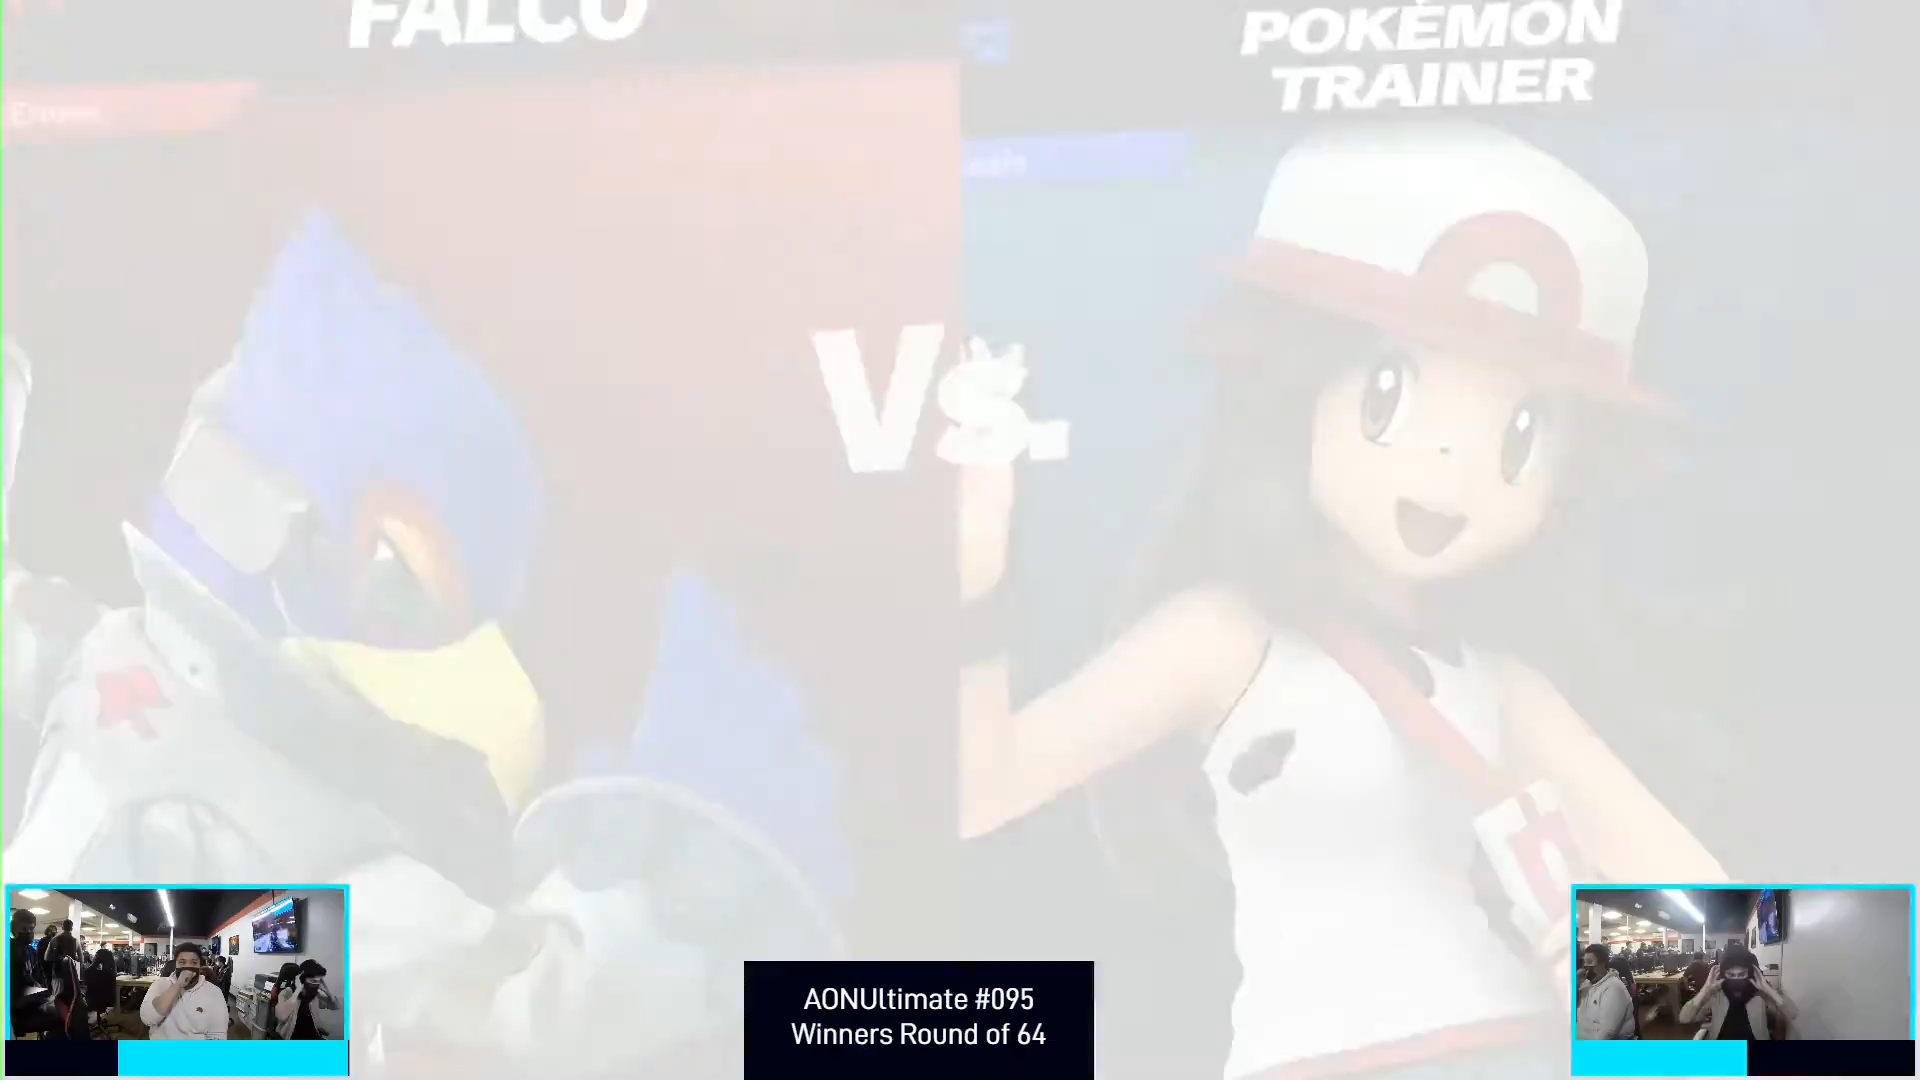 FALCO
POKÉMON
TRAINER
VS.
AONUltimate #095
Winners Round of 64